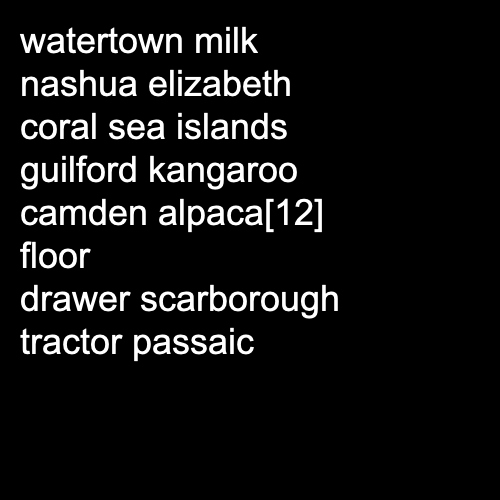 watertown milk
nashua elizabeth
coral sea islands
guilford kangaroo
camden alpaca[12]
floor
drawer scarborough
tractor passaic